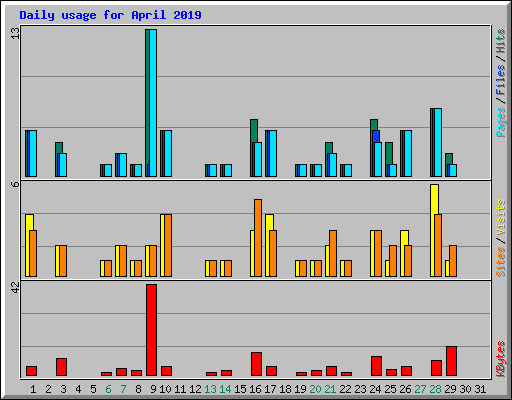 Daily usage for April 2019
13
Pages / Files / Hits
6
Sites / Visits
42
KBytes
1 2 3 4 5 6 7 8 9 10 11 12 13 14 15 16 17 18 19 20 21 22 23 24 25 26 27 28 29 30 31